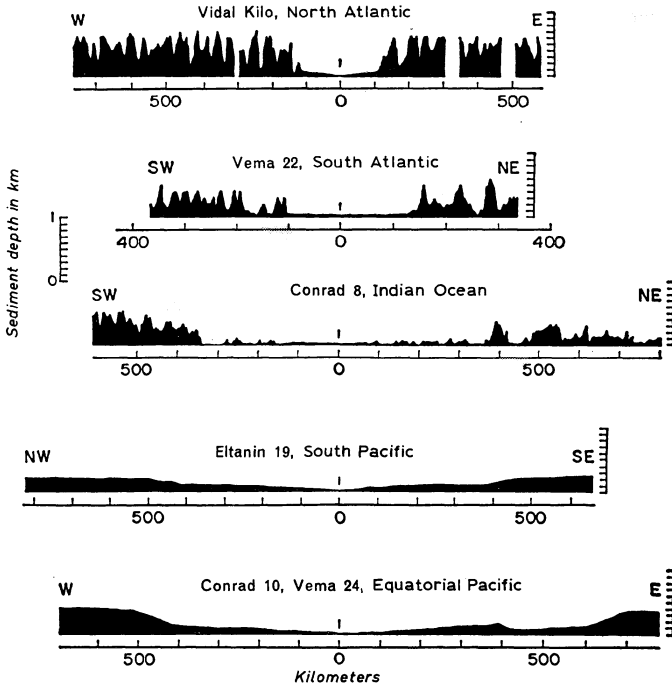 Vidal Kilo, North Atlantic
W E
500 0 500
Vema 22, South Atlantic
SW NE
400 0 400
Sediment depth in km
1
0
Conrad 8, Indian Ocean
SW NE
500 0 500
Eltanin 19, South Pacific
NW SE
500 0 500
Conrad 10, Vema 24, Equatorial Pacific
W E
500 0 500
Kilometers